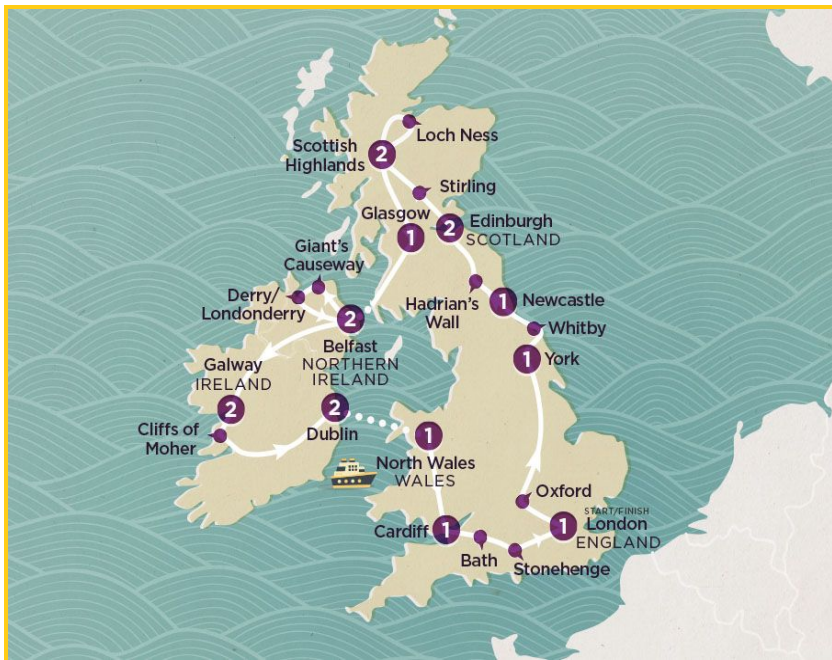 Loch Ness
Scottish
Highlands
2
Stirling
Glasgow
1
2
Edinburgh
SCOTLAND
Giant's
Causeway
Derry/
Londonderry
Hadrian's
Wall
1
Newcastle
2
Whitby
Belfast
NORTHERN
IRELAND
1
York
Galway
IRELAND
2
2
Dublin
Cliffs of
Moher
1
North Wales
WALES
Oxford
START/FINISH
1
London
ENGLAND
Cardiff
1
Bath
Stonehenge